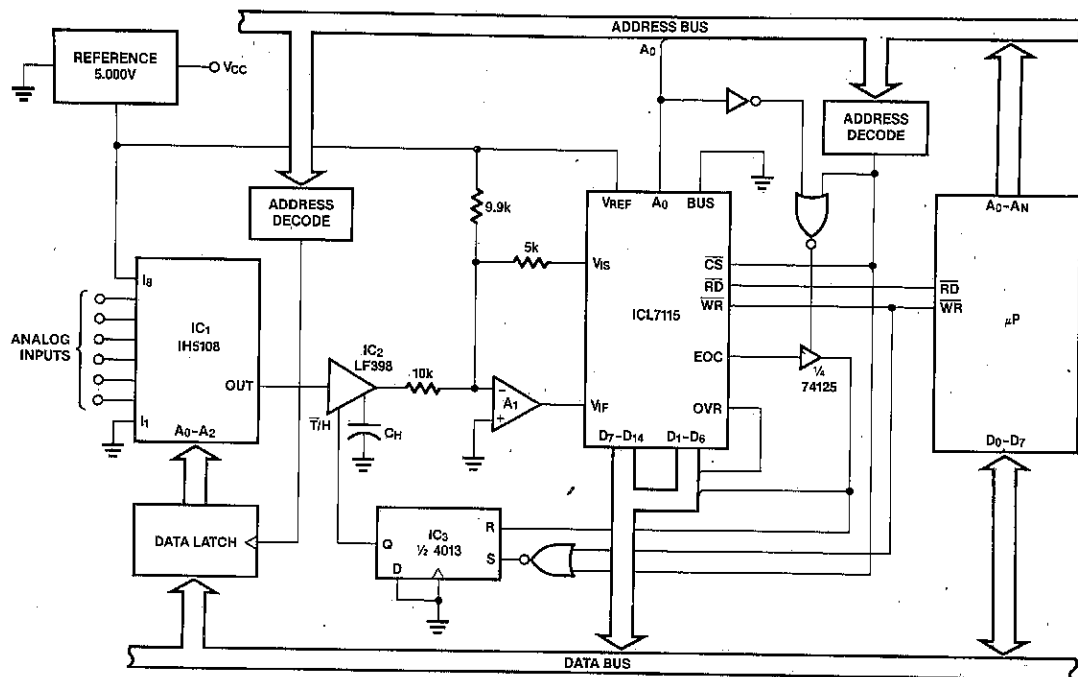 ADDRESS BUS
REFERENCE
5.000V
VCC
A0
ADDRESS
DECODE
ADDRESS
DECODE
9.9k
VREF
A0
BUS
A0–AN
5k
VIS
CS
RD
WR
RD
WR
ICL7115
µP
I8
ANALOG
INPUTS
IC1
IH5108
OUT
IC2
LF398
10k
EOC
1/4
74125
A1
−
+
T/H
CH
VIF
OVR
I1
A0–A2
D7–D14
D1–D6
D0–D7
DATA LATCH
IC3
1/2 4013
Q
D
R
S
DATA BUS